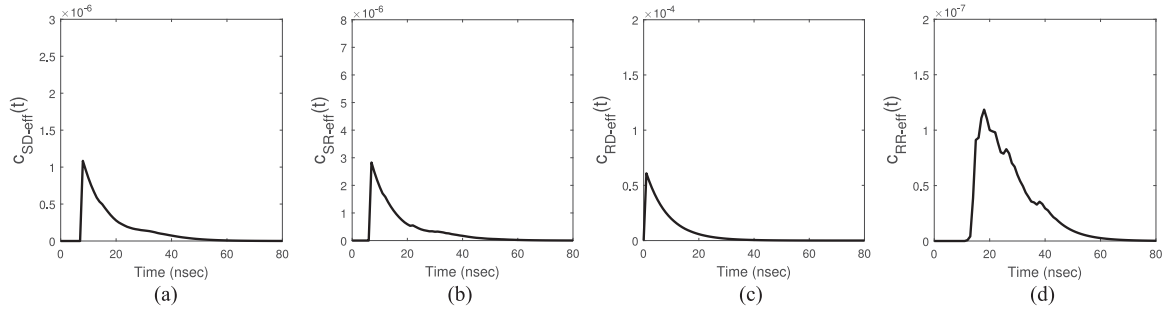 ×10⁻⁶
3
2.5
2
1.5
1
0.5
0
0 20 40 60 80
c_SD-eff(t)
Time (nsec)
(a)
×10⁻⁶
8
7
6
5
4
3
2
1
0
0 20 40 60 80
c_SR-eff(t)
Time (nsec)
(b)
×10⁻⁴
2
1.5
1
0.5
0
0 20 40 60 80
c_RD-eff(t)
Time (nsec)
(c)
×10⁻⁷
2
1.5
1
0.5
0
0 20 40 60 80
c_RR-eff(t)
Time (nsec)
(d)